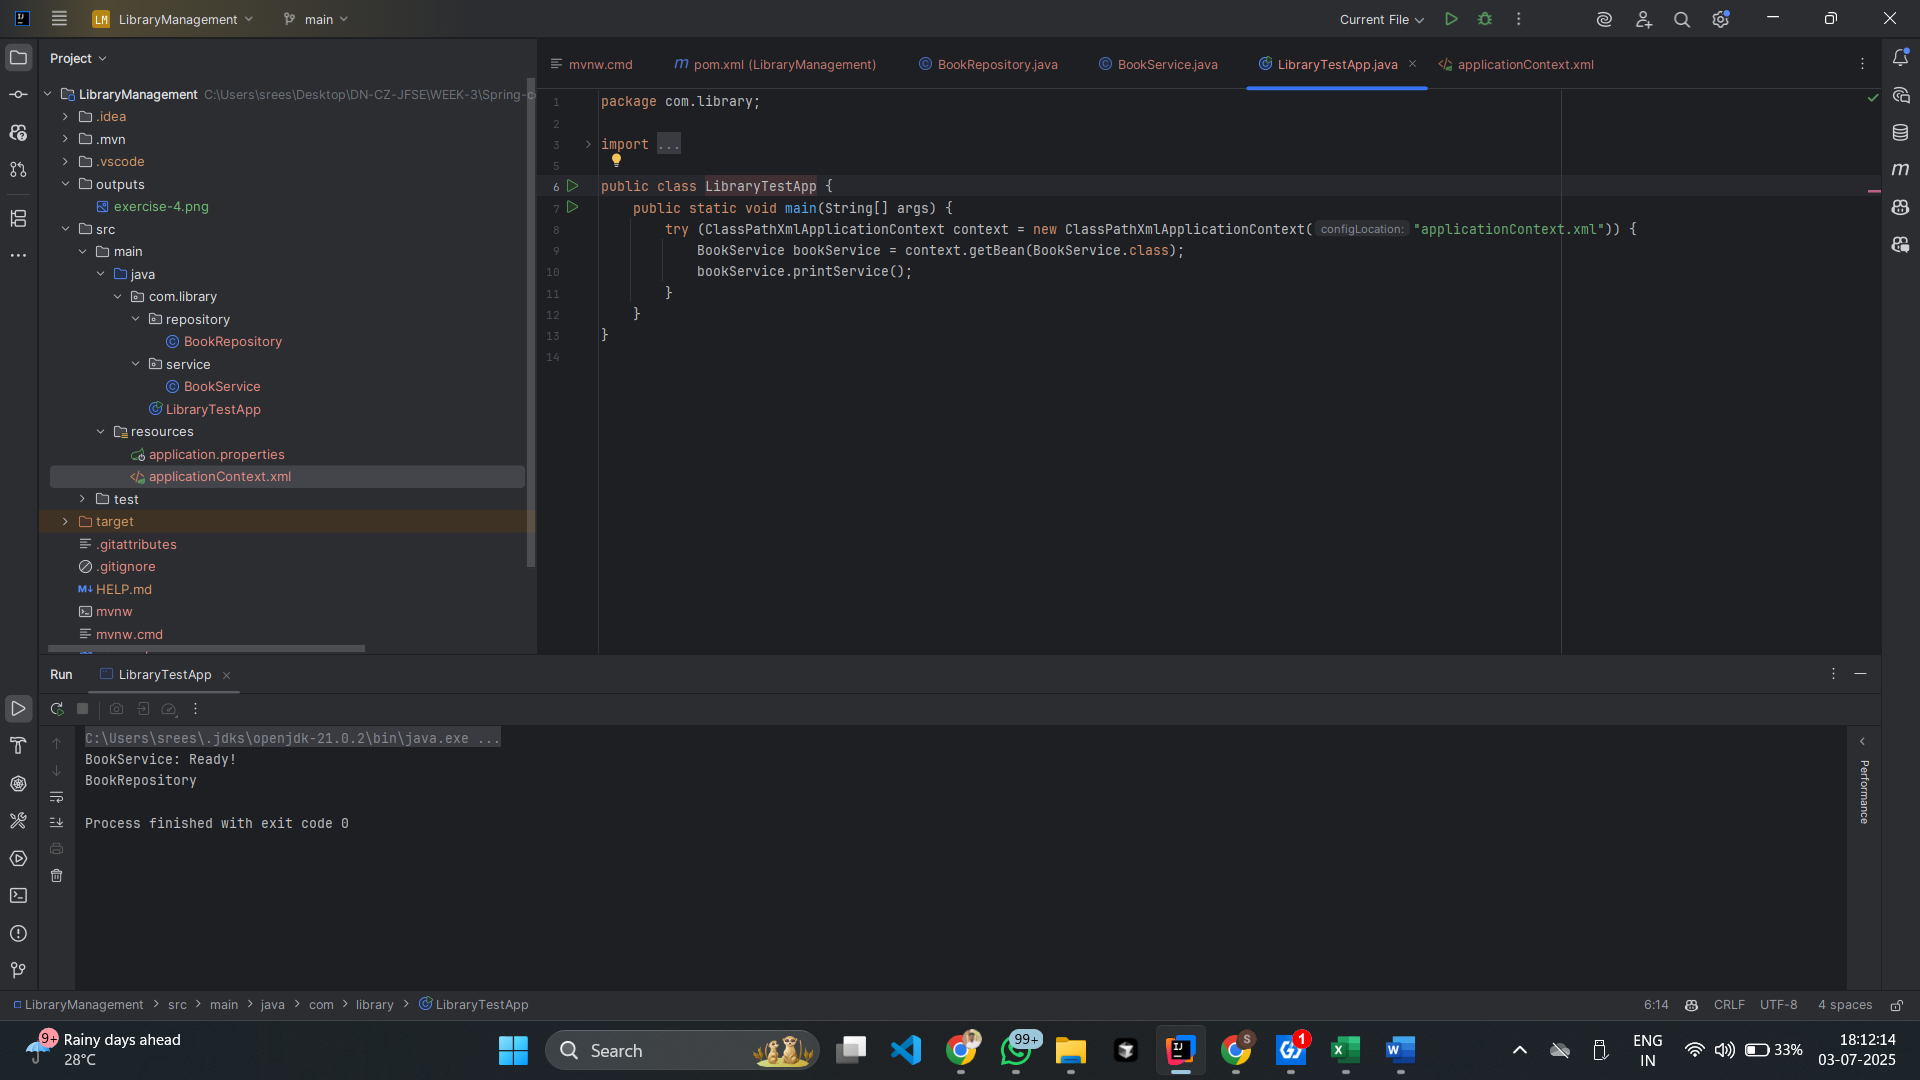 LM LibraryManagement main Current File
Project
mvnw.cmd pom.xml (LibraryManagement) BookRepository.java BookService.java LibraryTestApp.java applicationContext.xml
LibraryManagement C:\Users\srees\Desktop\DN-CZ-JFSE\WEEK-3\Spring-c
.idea
.mvn
.vscode
outputs
exercise-4.png
src
main
java
com.library
repository
BookRepository
service
BookService
LibraryTestApp
resources
application.properties
applicationContext.xml
test
target
.gitattributes
.gitignore
HELP.md
mvnw
mvnw.cmd
1 package com.library;
2
3 import ...
5
6 public class LibraryTestApp {
7 public static void main(String[] args) {
8 try (ClassPathXmlApplicationContext context = new ClassPathXmlApplicationContext( configLocation: "applicationContext.xml")) {
9 BookService bookService = context.getBean(BookService.class);
10 bookService.printService();
11 }
12 }
13 }
14
Run LibraryTestApp
C:\Users\srees\.jdks\openjdk-21.0.2\bin\java.exe ...
BookService: Ready!
BookRepository
Process finished with exit code 0
Performance
LibraryManagement > src > main > java > com > library > LibraryTestApp 6:14 CRLF UTF-8 4 spaces
9+ Rainy days ahead
28°C
Search
99+
S
1
ENG
IN
33%
18:12:14
03-07-2025